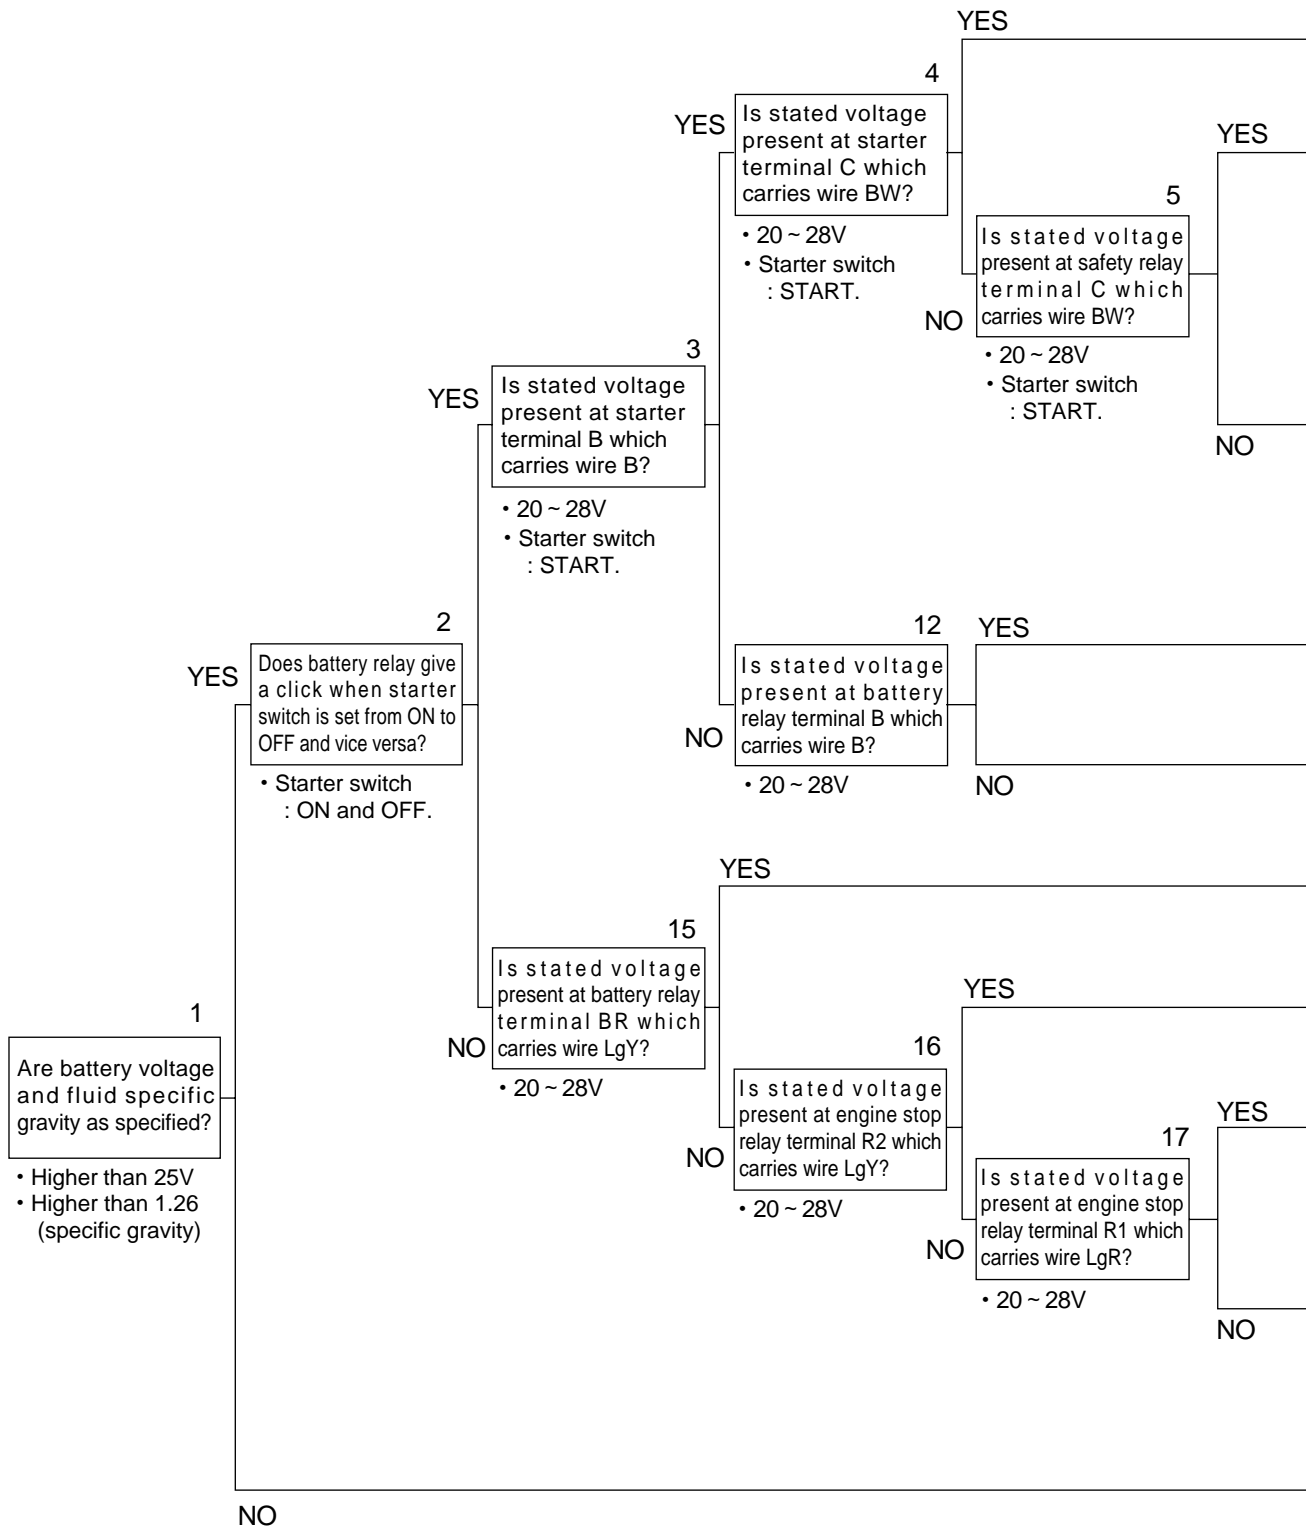 1
Are battery voltage
and fluid specific
gravity as specified?
• Higher than 25V
• Higher than 1.26
(specific gravity)
YES
NO
2
Does battery relay give
a click when starter
switch is set from ON to
OFF and vice versa?
• Starter switch
: ON and OFF.
YES
NO
3
Is stated voltage
present at starter
terminal B which
carries wire B?
• 20 ~ 28V
• Starter switch
: START.
YES
NO
4
Is stated voltage
present at starter
terminal C which
carries wire BW?
• 20 ~ 28V
• Starter switch
: START.
YES
NO
5
Is stated voltage
present at safety relay
terminal C which
carries wire BW?
• 20 ~ 28V
• Starter switch
: START.
YES
NO
12
Is stated voltage
present at battery
relay terminal B which
carries wire B?
• 20 ~ 28V
YES
NO
15
Is stated voltage
present at battery relay
terminal BR which
carries wire LgY?
• 20 ~ 28V
YES
NO
16
Is stated voltage
present at engine stop
relay terminal R2 which
carries wire LgY?
• 20 ~ 28V
YES
NO
17
Is stated voltage
present at engine stop
relay terminal R1 which
carries wire LgR?
• 20 ~ 28V
YES
NO